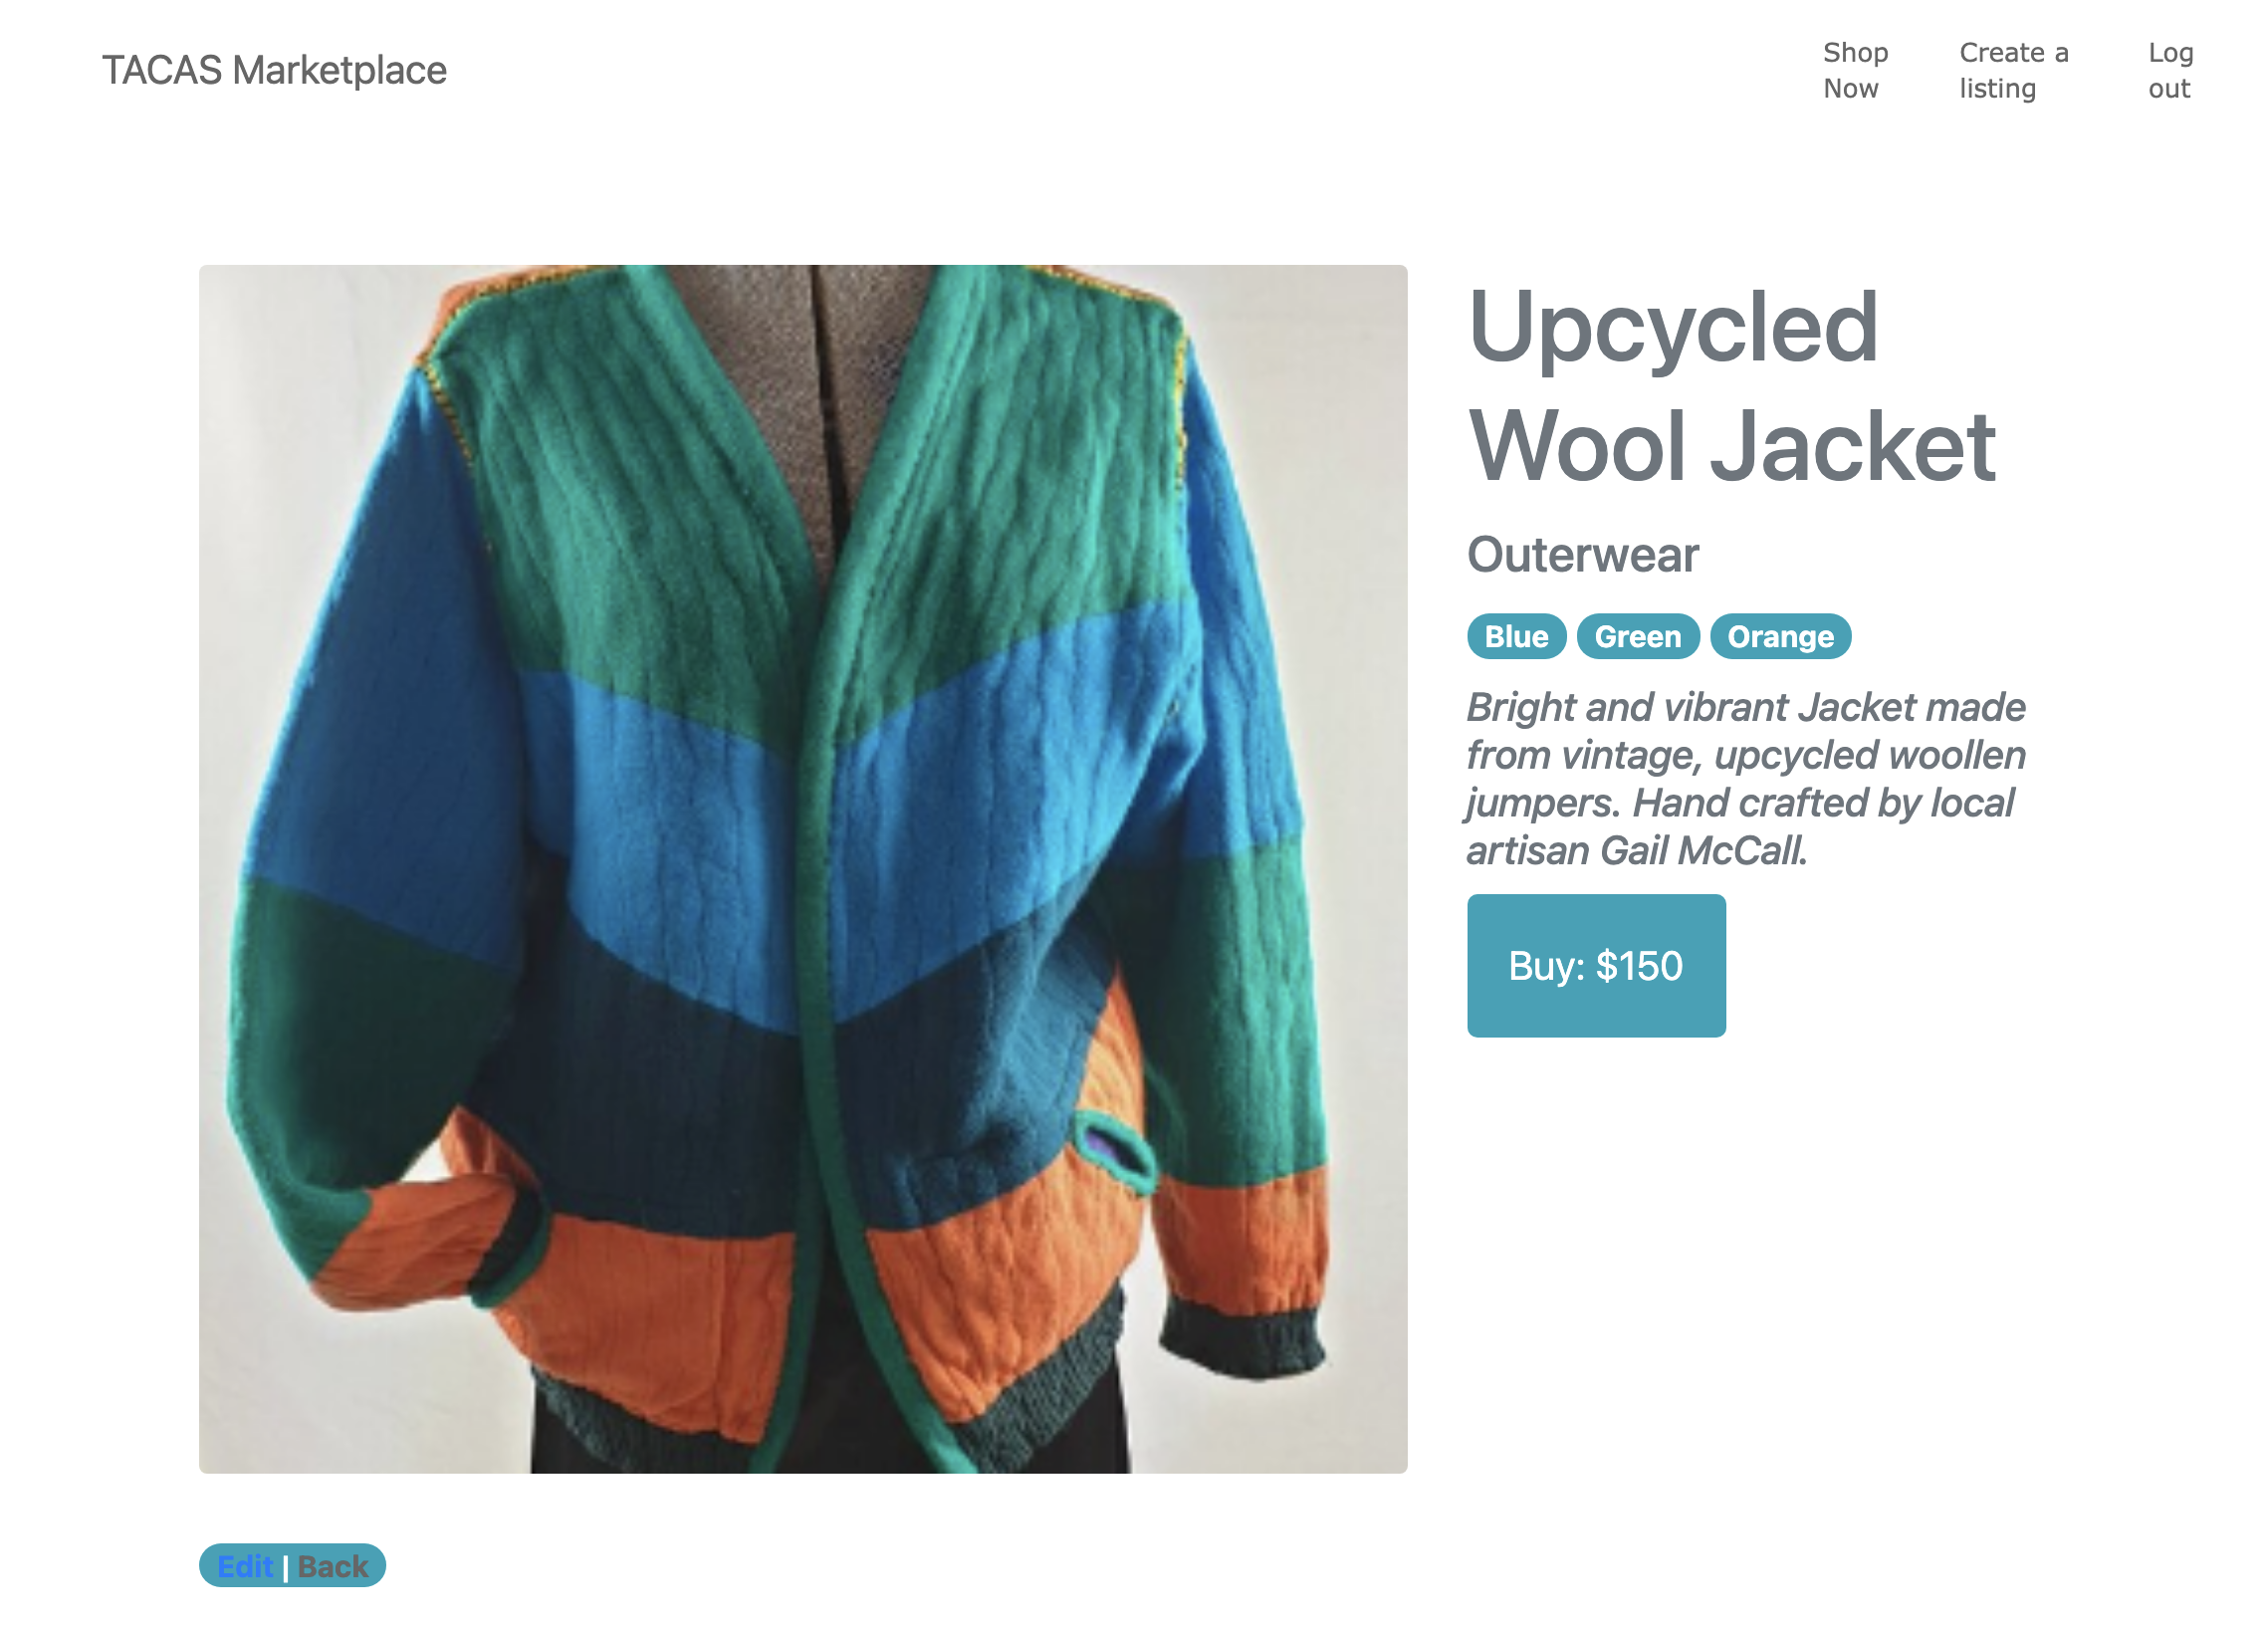 TACAS Marketplace
Shop
Now
Create a
listing
Log
out
Upcycled
Wool Jacket
Outerwear
Blue Green Orange
Bright and vibrant Jacket made
from vintage, upcycled woollen
jumpers. Hand crafted by local
artisan Gail McCall.
Buy: $150
Edit | Back